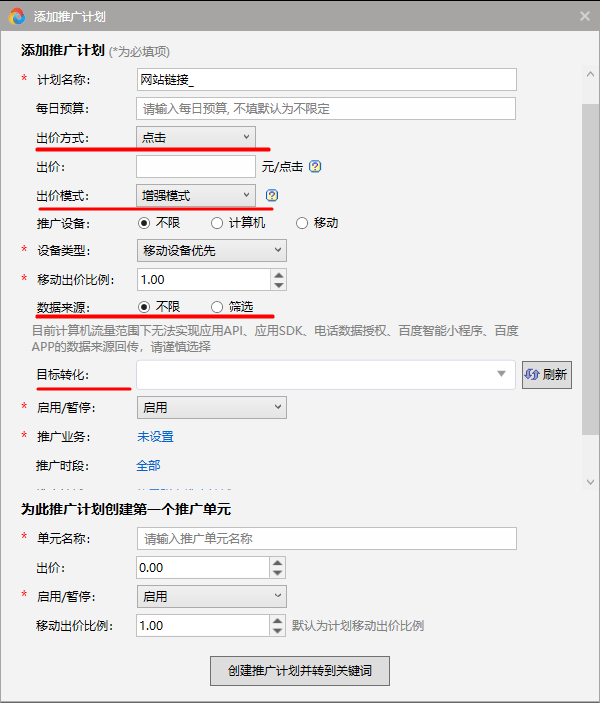 添加推广计划
添加推广计划 (*为必填项)
* 计划名称: 网站链接_
每日预算: 请输入每日预算, 不填默认为不限定
出价方式: 点击
出价: 元/点击
出价模式: 增强模式
推广设备: 不限 计算机 移动
* 设备类型: 移动设备优先
* 移动出价比例: 1.00
数据来源: 不限 筛选
目前计算机流量范围下无法实现应用API、应用SDK、电话数据授权、百度智能小程序、百度
APP的数据来源回传，请谨慎选择
目标转化: 刷新
* 启用/暂停: 启用
* 推广业务: 未设置
推广时段: 全部
为此推广计划创建第一个推广单元
* 单元名称: 请输入推广单元名称
出价: 0.00
* 启用/暂停: 启用
移动出价比例: 1.00 默认为计划移动出价比例
创建推广计划并转到关键词